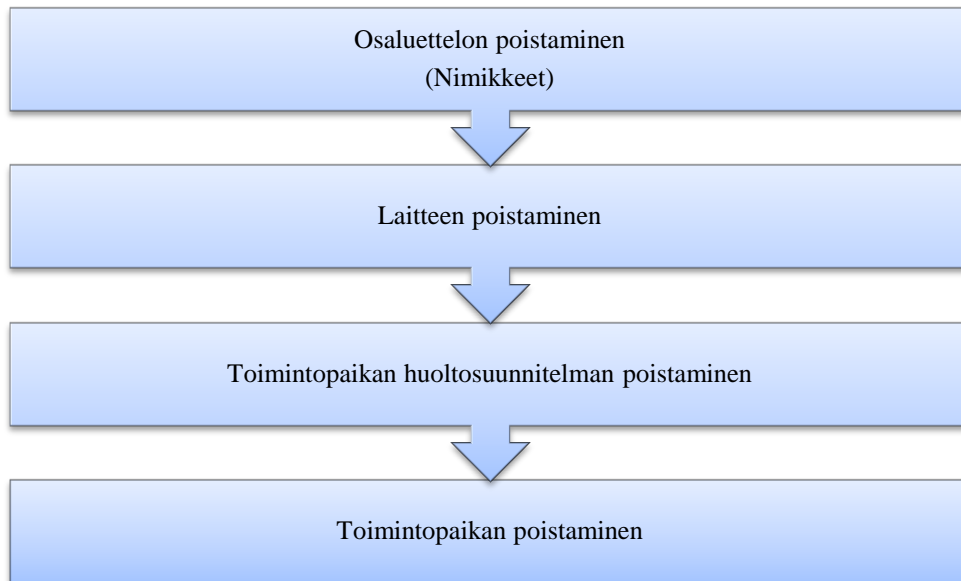 Osaluettelon poistaminen
(Nimikkeet)
Laitteen poistaminen
Toimintopaikan huoltosuunnitelman poistaminen
Toimintopaikan poistaminen